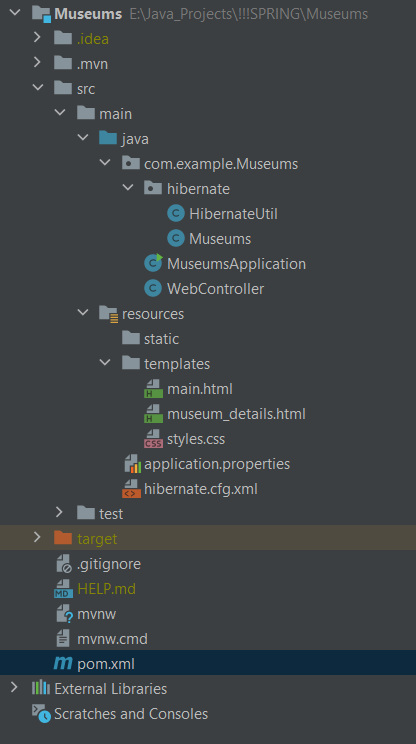 Museums E:\Java_Projects\!!!SPRING\Museums
.idea
.mvn
src
main
java
com.example.Museums
hibernate
C HibernateUtil
C Museums
C MuseumsApplication
C WebController
resources
static
templates
H main.html
H museum_details.html
CSS styles.css
application.properties
<> hibernate.cfg.xml
test
target
.gitignore
MD HELP.md
? mvnw
mvnw.cmd
m pom.xml
External Libraries
Scratches and Consoles